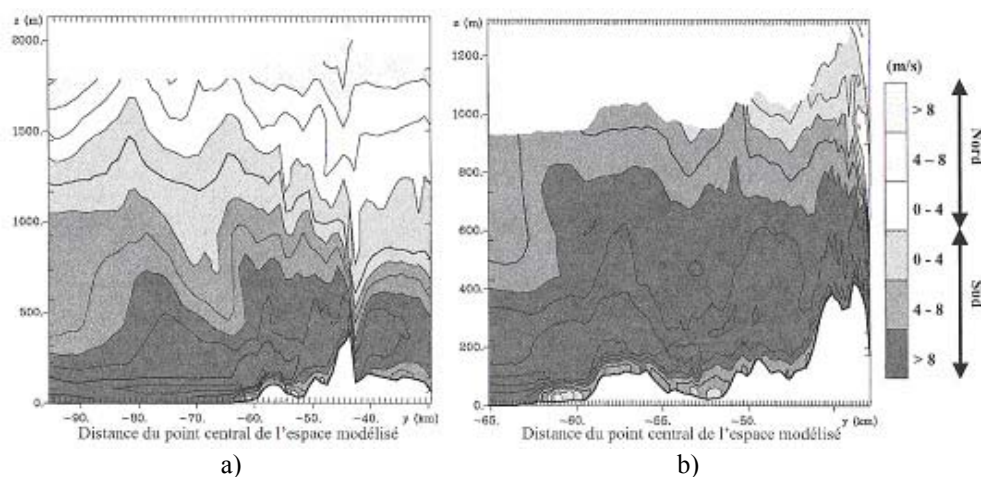 z (m)
2000.
1500
1000
500.
0.
-90.
-80.
-70.
-60.
-50.
-40.
y (km)
Distance du point central de l'espace modélisé
a)
z (m)
1200.
1000.
800.
600.
400.
200.
0.
-65.
-60.
-55.
-50.
y (km)
Distance du point central de l'espace modélisé
b)
(m/s)
> 8
4 – 8
0 – 4
0 - 4
4 - 8
> 8
Nord
Sud